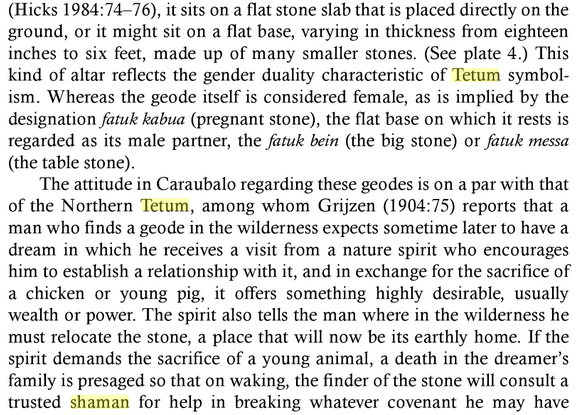 (Hicks 1984:74–76), it sits on a flat stone slab that is placed directly on the
ground, or it might sit on a flat base, varying in thickness from eighteen
inches to six feet, made up of many smaller stones. (See plate 4.) This
kind of altar reflects the gender duality characteristic of Tetum symbol-
ism. Whereas the geode itself is considered female, as is implied by the
designation fatuk kabua (pregnant stone), the flat base on which it rests is
regarded as its male partner, the fatuk bein (the big stone) or fatuk messa
(the table stone).
The attitude in Caraubalo regarding these geodes is on a par with that
of the Northern Tetum, among whom Grijzen (1904:75) reports that a
man who finds a geode in the wilderness expects sometime later to have a
dream in which he receives a visit from a nature spirit who encourages
him to establish a relationship with it, and in exchange for the sacrifice of
a chicken or young pig, it offers something highly desirable, usually
wealth or power. The spirit also tells the man where in the wilderness he
must relocate the stone, a place that will now be its earthly home. If the
spirit demands the sacrifice of a young animal, a death in the dreamer's
family is presaged so that on waking, the finder of the stone will consult a
trusted shaman for help in breaking whatever covenant he may have